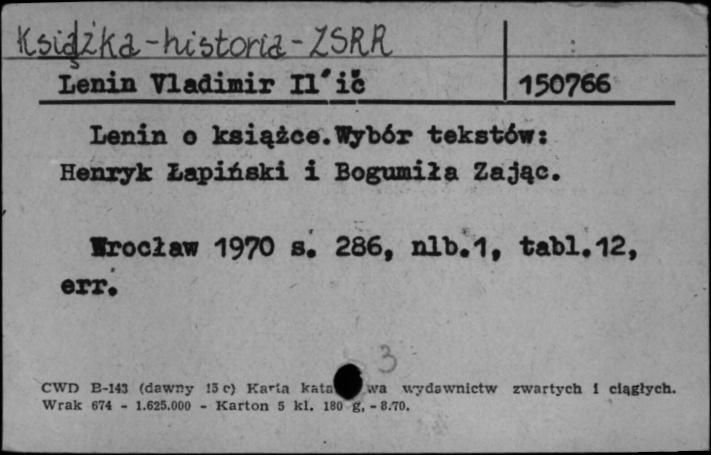 Książka - historia - ZSRR
Lenin Vladimir Il'ič 150766
Lenin o książce. Wybór tekstów:
Henryk Łapiński i Bogumiła Zając.
Wrocław 1970 s. 286, nlb.1, tabl.12,
err.
3
CWD B-143 (dawny 15 c) Karta kata wa wydawnictw zwartych i ciągłych.
Wrak 674 - 1.625.000 - Karton 5 kl. 180 g. - 8.70.